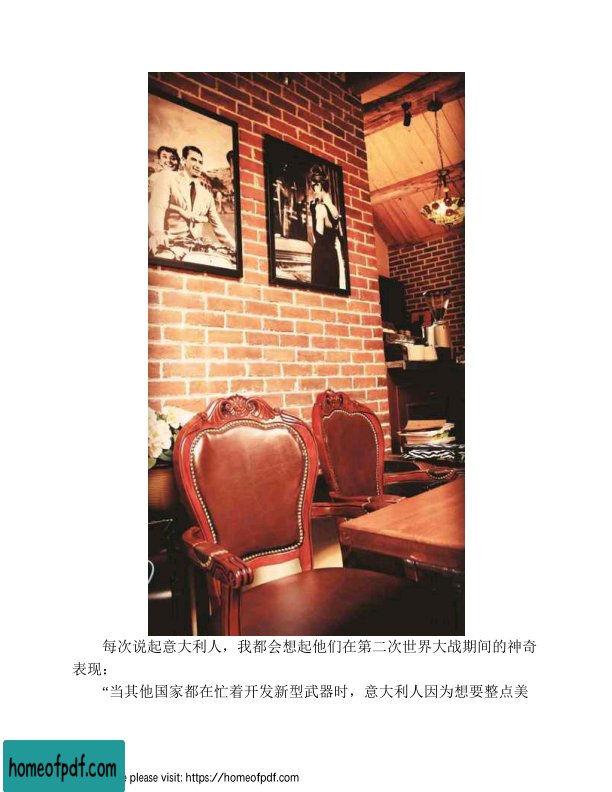 每次说起意大利人，我都会想起他们在第二次世界大战期间的神奇
表现：
“当其他国家都在忙着开发新型武器时，意大利人因为想要整点美
homeofpdf.com
e please visit: https://homeofpdf.com